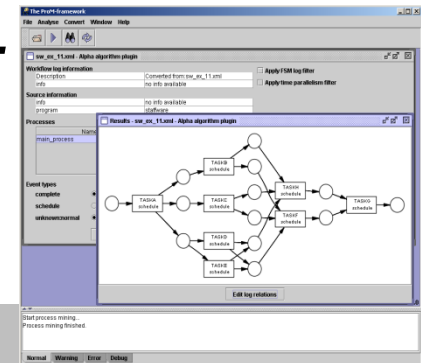 The ProM-framework
File Analyse Convert Window Help
sw_ex_11.xml - Alpha algorithm plugin
Workflow log information
Description Converted from: sw_ex_11.xml
info no info available
Apply FSM log filter
Apply time parallelism filter
Source information
info no info available
program staffware
Results - sw_ex_11.xml - Alpha algorithm plugin
Processes
Name
main_process
Event types
complete
schedule
unknown:normal
TASKB
schedule
TASKA
schedule
TASKC
schedule
TASKH
schedule
TASKG
schedule
TASKF
schedule
TASKD
schedule
TASKE
schedule
Edit log relations
Start process mining...
Process mining finished.
Normal Warning Error Debug